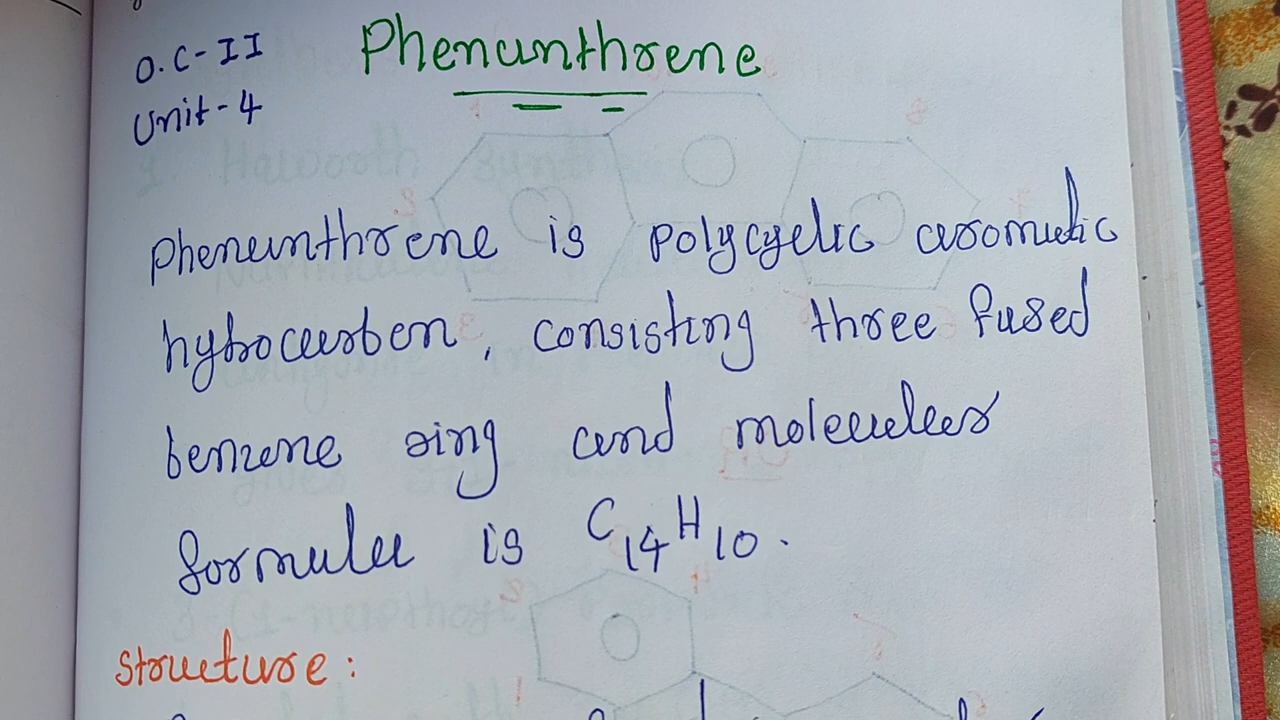 O.C-II
Unit-4
Phenanthrene
Phenanthrene is polycyclic aromatic
hydrocarbon, consisting three fused
benzene ring and molecular
formula is C14H10.
Structure: